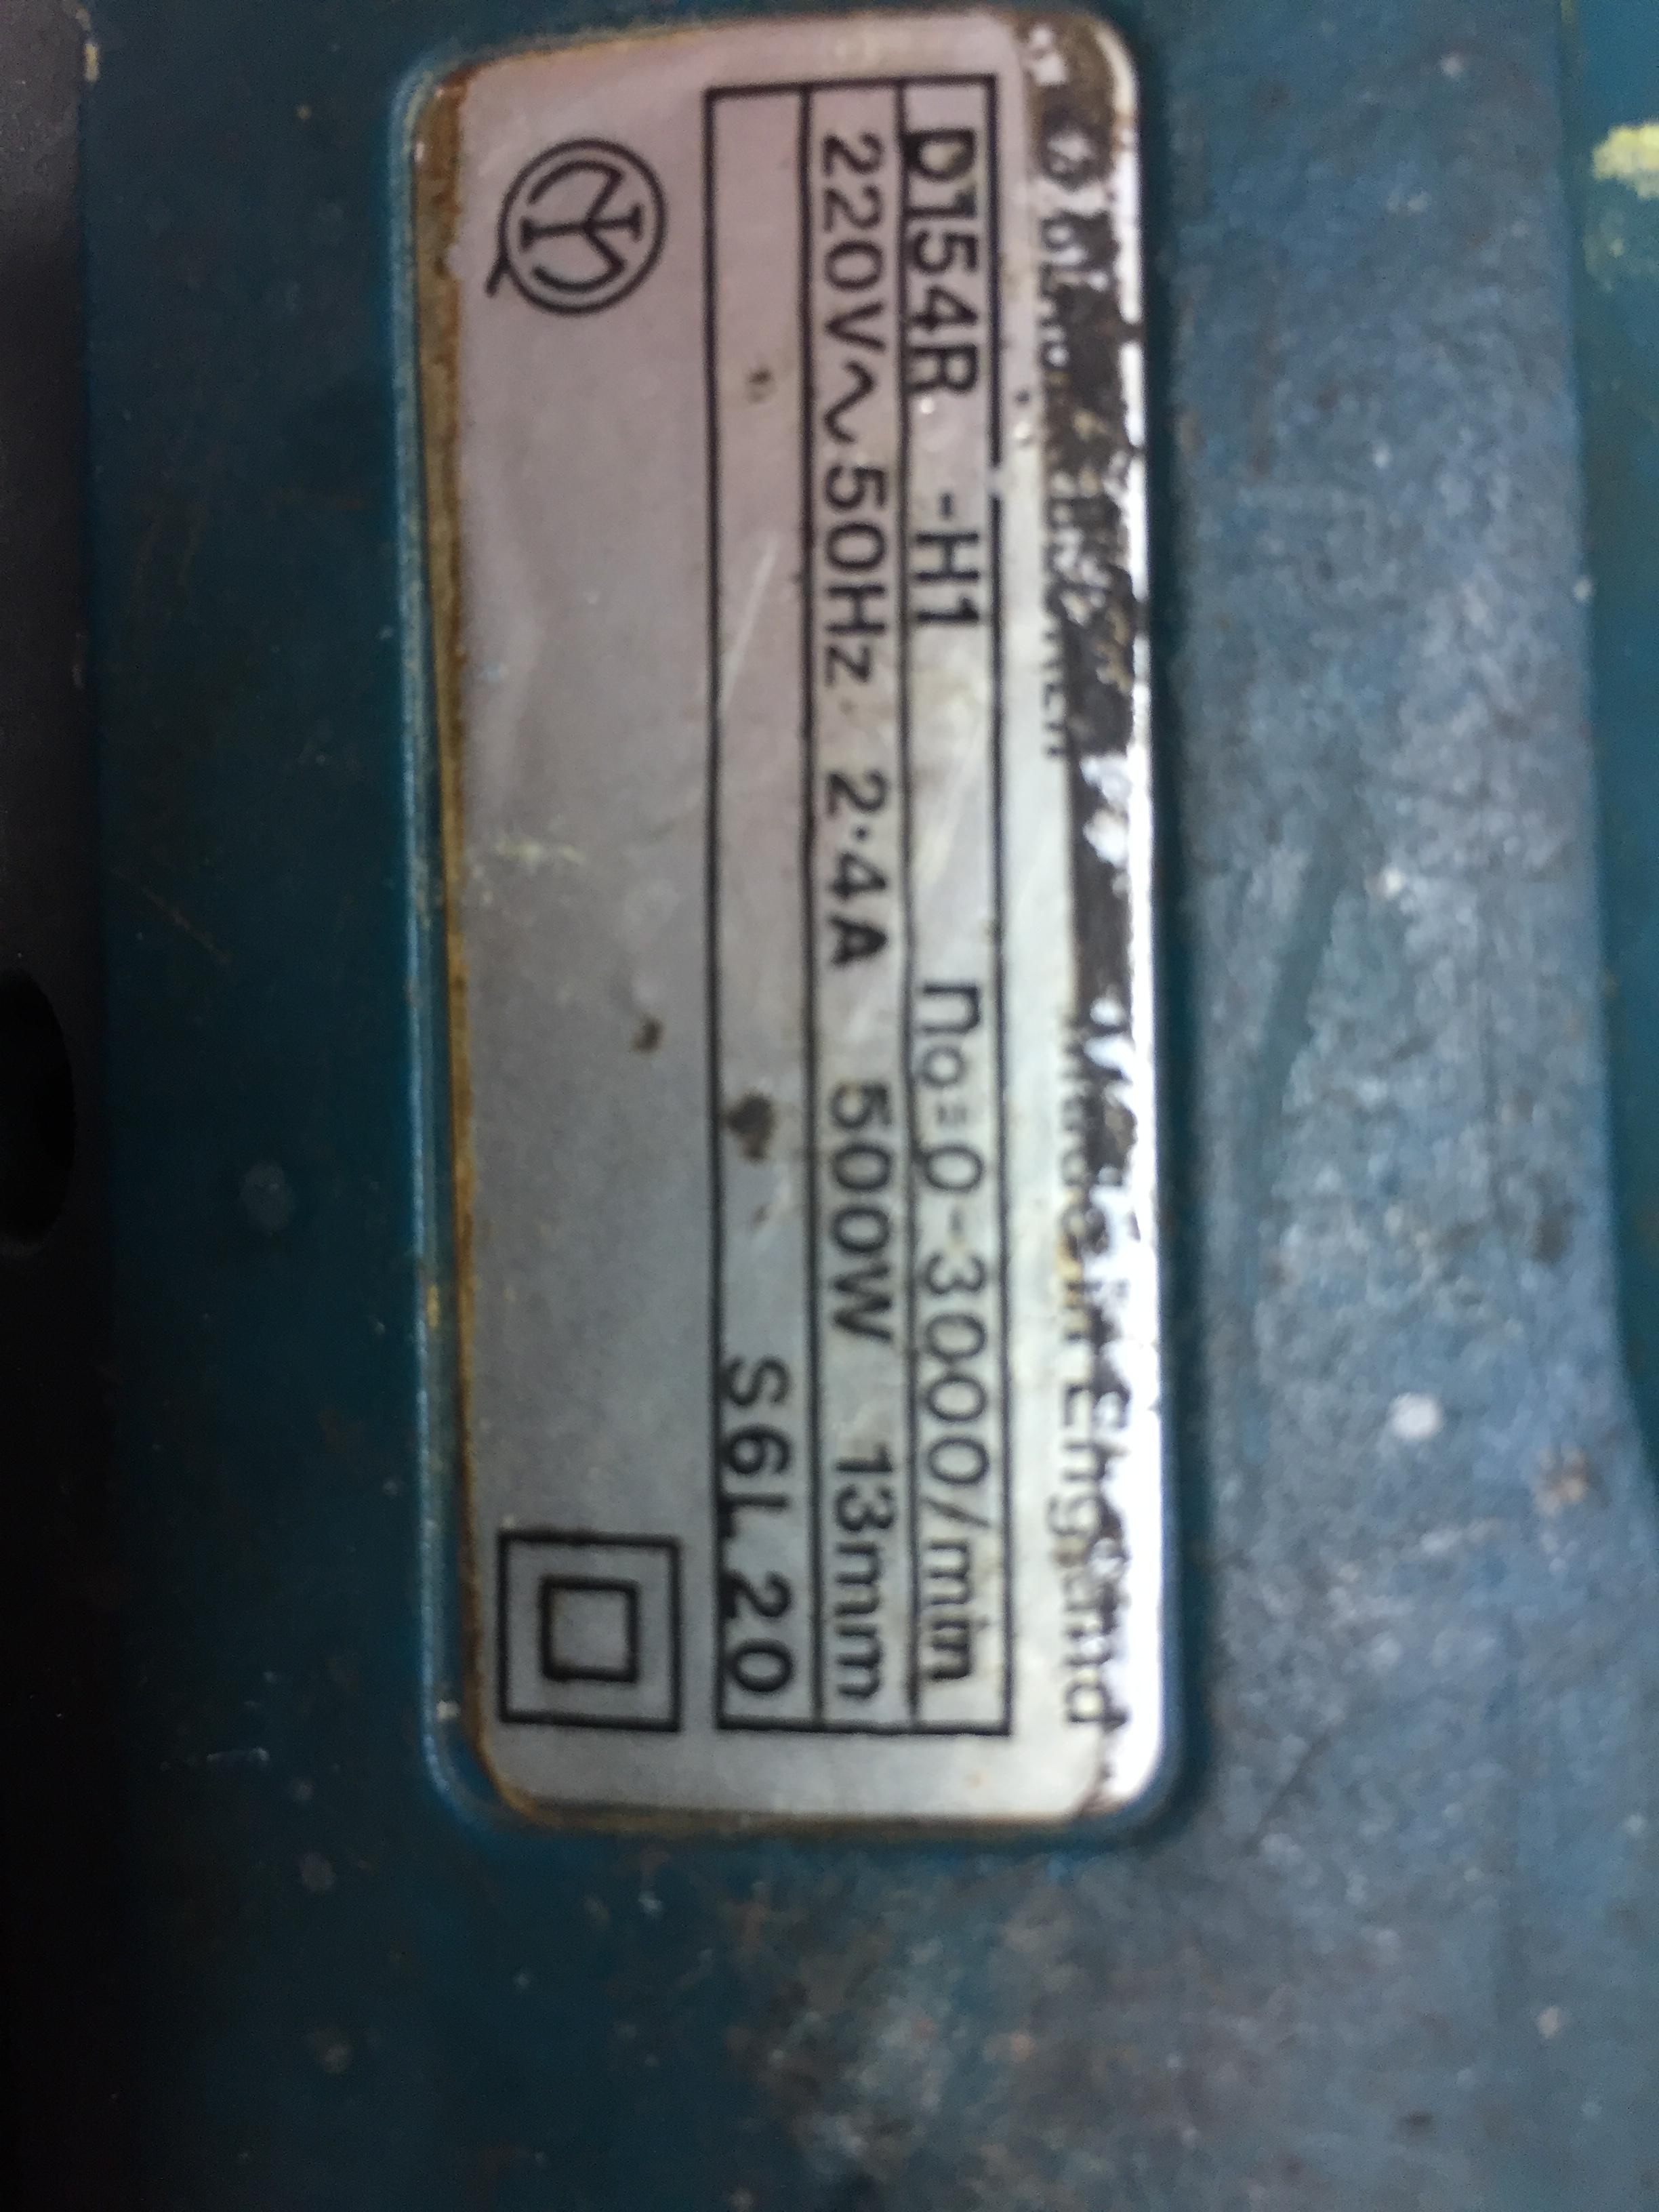 Made in England
D154R -H1 no=0-3000/min
220V~50Hz 2·4A 500W 13mm
S6L 20